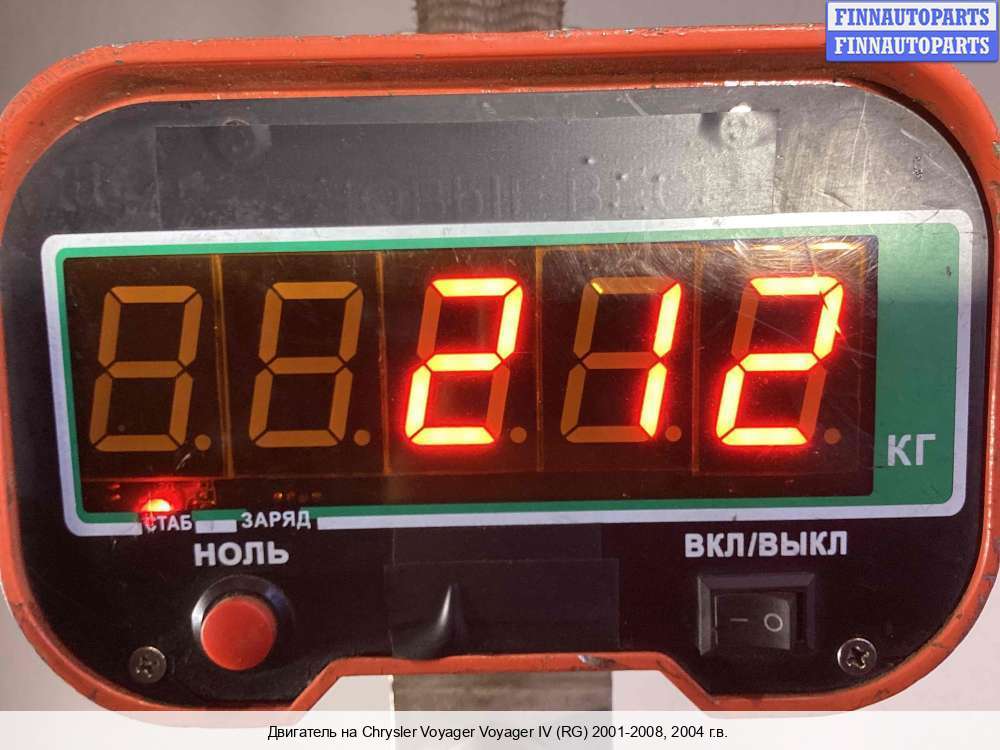 FINNAUTOPARTS
FINNAUTOPARTS
212
КГ
СТАБ ЗАРЯД
НОЛЬ ВКЛ/ВЫКЛ
Двигатель на Chrysler Voyager Voyager IV (RG) 2001-2008, 2004 г.в.